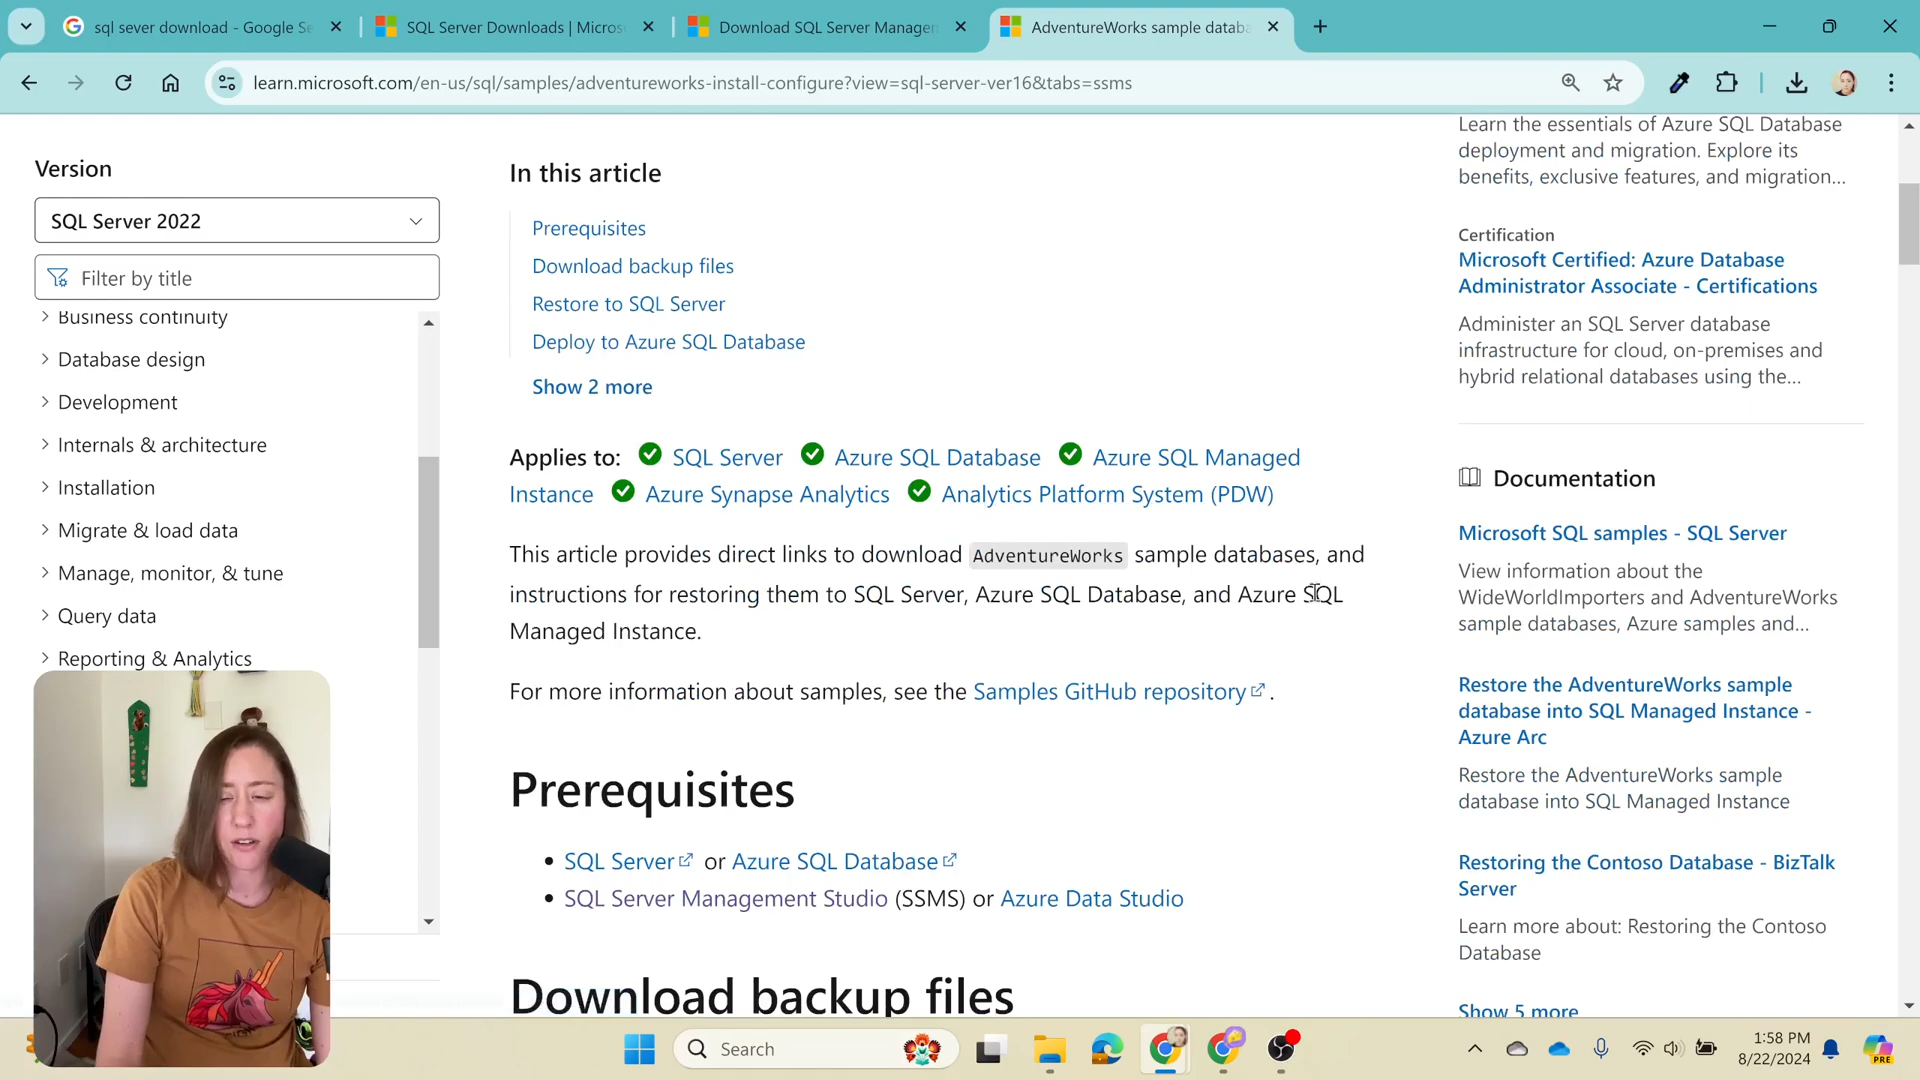 sql sever download - Google Se
SQL Server Downloads | Micros
Download SQL Server Managem
AdventureWorks sample databa
learn.microsoft.com/en-us/sql/samples/adventureworks-install-configure?view=sql-server-ver16&tabs=ssms
Version
SQL Server 2022
Filter by title
Business continuity
Database design
Development
Internals & architecture
Installation
Migrate & load data
Manage, monitor, & tune
Query data
Reporting & Analytics
In this article
Prerequisites
Download backup files
Restore to SQL Server
Deploy to Azure SQL Database
Show 2 more
Applies to: SQL Server Azure SQL Database Azure SQL Managed
Instance Azure Synapse Analytics Analytics Platform System (PDW)
This article provides direct links to download AdventureWorks sample databases, and
instructions for restoring them to SQL Server, Azure SQL Database, and Azure SQL
Managed Instance.
For more information about samples, see the Samples GitHub repository .
Prerequisites
• SQL Server or Azure SQL Database
• SQL Server Management Studio (SSMS) or Azure Data Studio
Download backup files
Learn the essentials of Azure SQL Database
deployment and migration. Explore its
benefits, exclusive features, and migration...
Certification
Microsoft Certified: Azure Database
Administrator Associate - Certifications
Administer an SQL Server database
infrastructure for cloud, on-premises and
hybrid relational databases using the...
Documentation
Microsoft SQL samples - SQL Server
View information about the
WideWorldImporters and AdventureWorks
sample databases, Azure samples and...
Restore the AdventureWorks sample
database into SQL Managed Instance -
Azure Arc
Restore the AdventureWorks sample
database into SQL Managed Instance
Restoring the Contoso Database - BizTalk
Server
Learn more about: Restoring the Contoso
Database
Show 5 more
Search
1:58 PM
8/22/2024
PRE